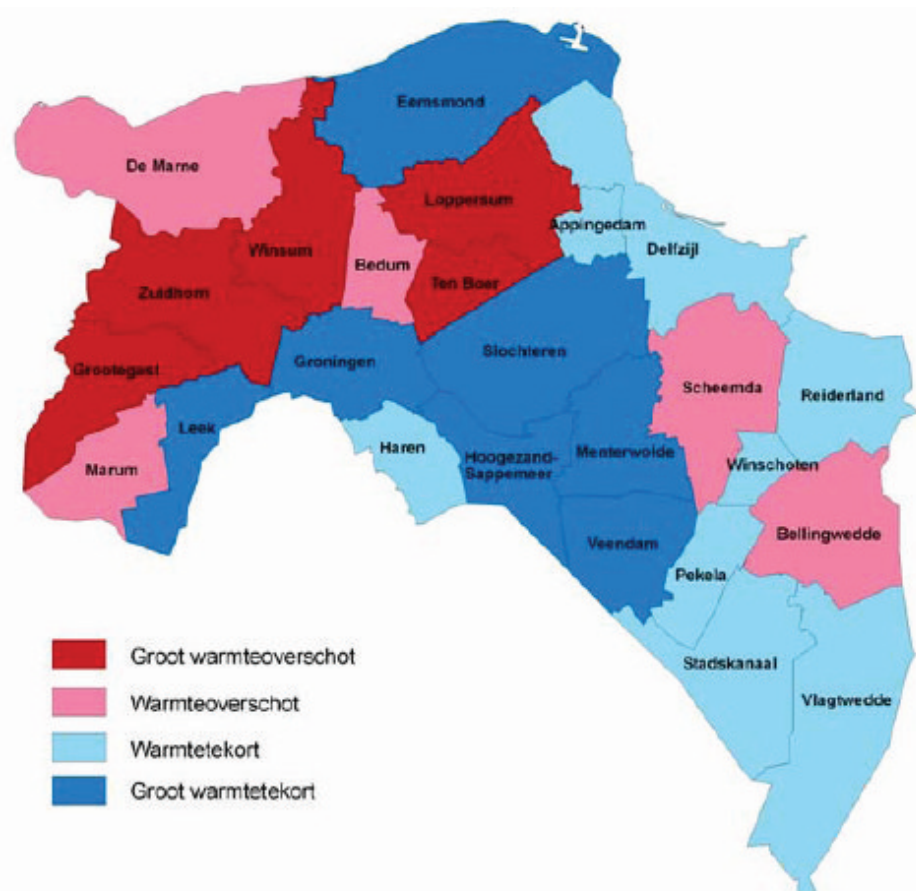 Eemsmond
De Marne
Loppersum
Appingedam
Winsum
Delfzijl
Bedum
Ten Boer
Zuidhorn
Slochteren
Groningen
Grootegast
Scheemda
Reiderland
Leek
Haren
Menterwolde
Hoogezand-
Sappemeer
Marum
Winschoten
Bellingwedde
Veendam
Pekela
Stadskanaal
Vlagtwedde
Groot warmteoverschot
Warmteoverschot
Warmtetekort
Groot warmtetekort